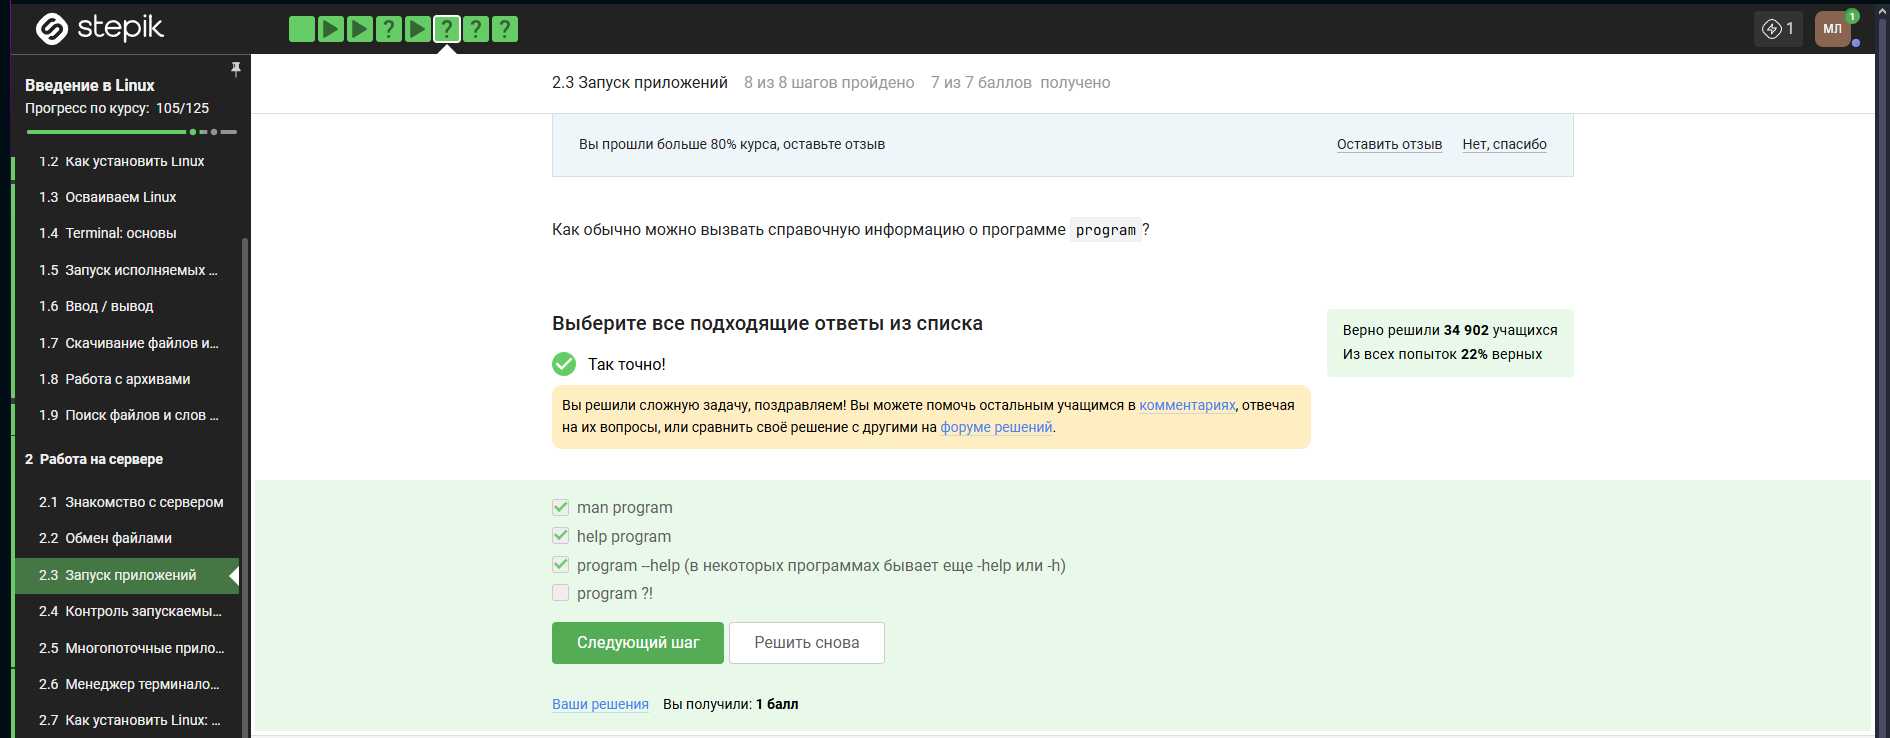 stepik
? ? ? ?
1
МЛ
1
Введение в Linux
Прогресс по курсу: 105/125
1.2 Как установить Linux
1.3 Осваиваем Linux
1.4 Terminal: основы
1.5 Запуск исполняемых ...
1.6 Ввод / вывод
1.7 Скачивание файлов и...
1.8 Работа с архивами
1.9 Поиск файлов и слов ...
2 Работа на сервере
2.1 Знакомство с сервером
2.2 Обмен файлами
2.3 Запуск приложений
2.4 Контроль запускаемы...
2.5 Многопоточные прило...
2.6 Менеджер терминало...
2.7 Как установить Linux: ...
2.3 Запуск приложений 8 из 8 шагов пройдено 7 из 7 баллов получено
Вы прошли больше 80% курса, оставьте отзыв
Оставить отзыв Нет, спасибо
Как обычно можно вызвать справочную информацию о программе program?
Выберите все подходящие ответы из списка
Так точно!
Верно решили 34 902 учащихся
Из всех попыток 22% верных
Вы решили сложную задачу, поздравляем! Вы можете помочь остальным учащимся в комментариях, отвечая
на их вопросы, или сравнить своё решение с другими на форуме решений.
man program
help program
program --help (в некоторых программах бывает еще -help или -h)
program ?!
Следующий шаг Решить снова
Ваши решения Вы получили: 1 балл